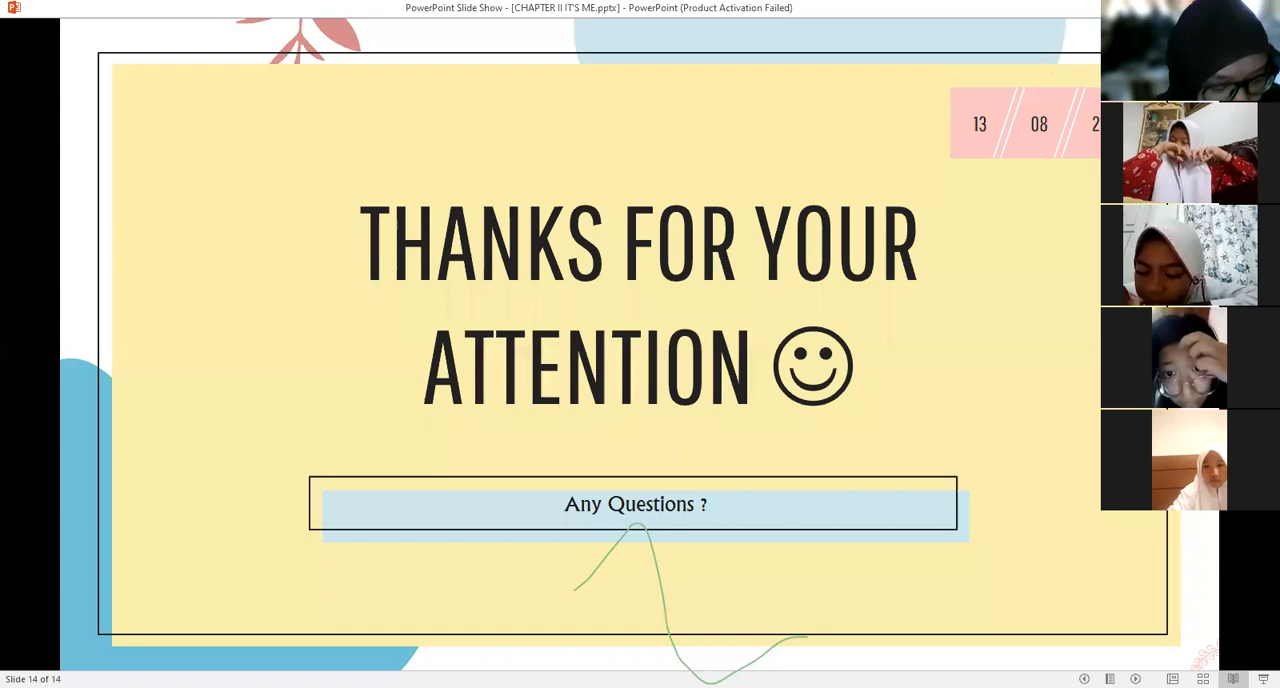 PowerPoint Slide Show - [CHAPTER II IT'S ME.pptx] - PowerPoint (Product Activation Failed)
13 08 2
THANKS FOR YOUR
ATTENTION
Any Questions ?
Slide 14 of 14